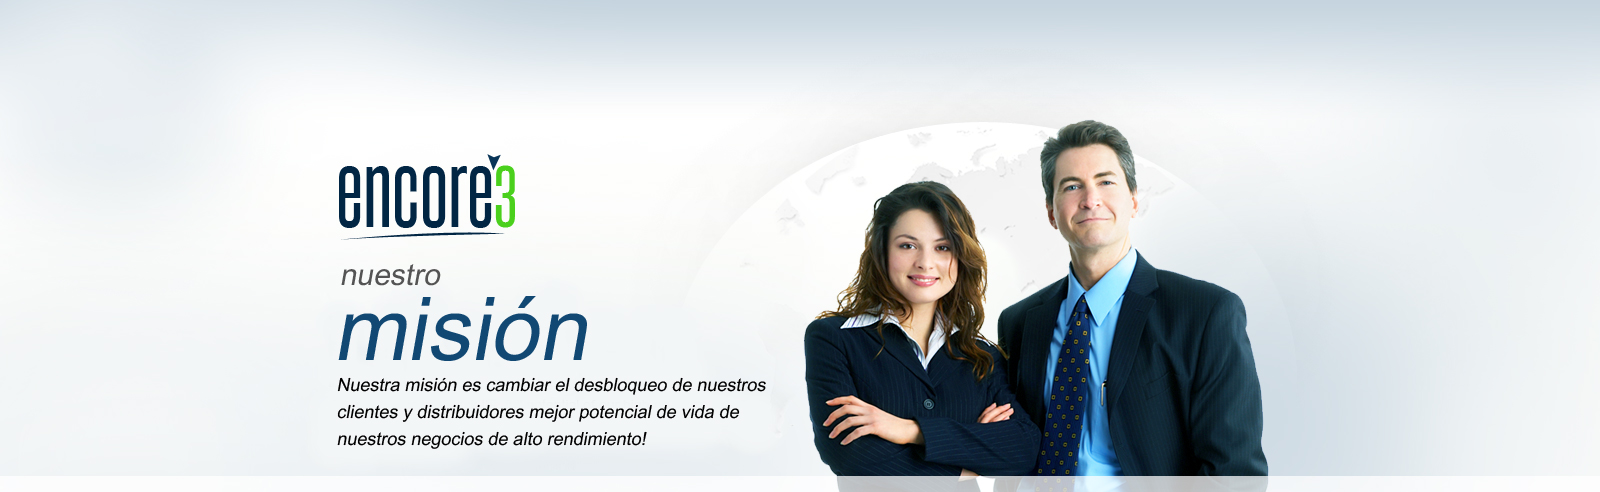 encore3
nuestro
misión
Nuestra misión es cambiar el desbloqueo de nuestros
clientes y distribuidores mejor potencial de vida de
nuestros negocios de alto rendimiento!